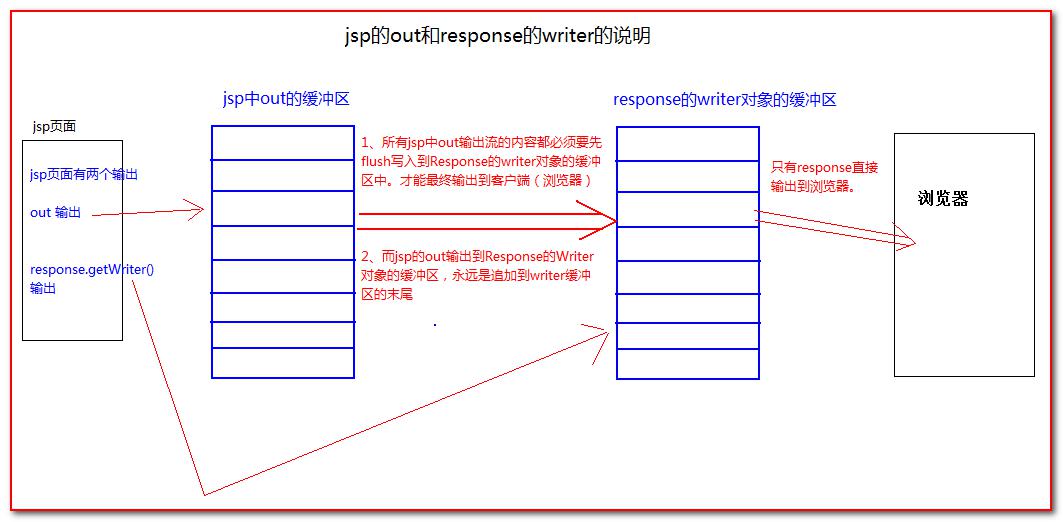 jsp的out和response的writer的说明
jsp中out的缓冲区
response的writer对象的缓冲区
jsp页面
jsp页面有两个输出
out 输出
response.getWriter()
输出
1、所有jsp中out输出流的内容都必须要先
flush写入到Response的writer对象的缓冲
区中。才能最终输出到客户端（浏览器）
2、而jsp的out输出到Response的Writer
对象的缓冲区，永远是追加到writer缓冲
区的末尾
只有response直接
输出到浏览器。
浏览器